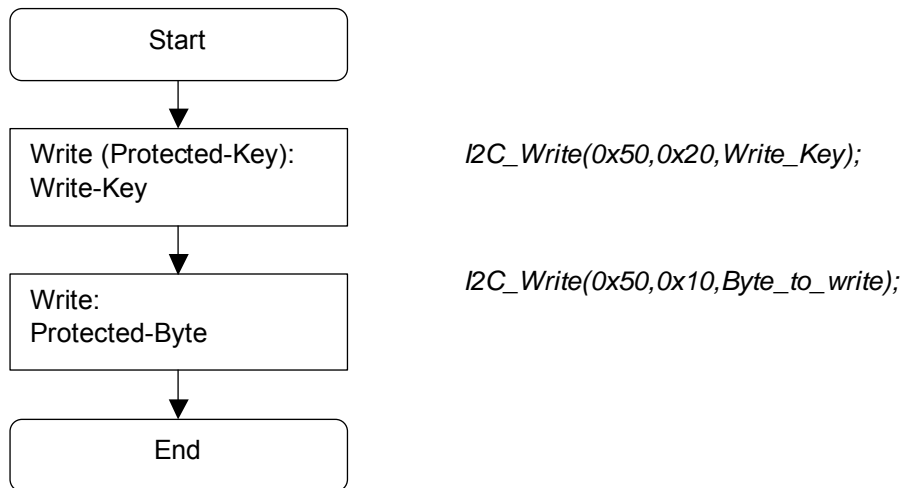 Start
Write (Protected-Key):
Write-Key
I2C_Write(0x50,0x20,Write_Key);
Write:
Protected-Byte
I2C_Write(0x50,0x10,Byte_to_write);
End